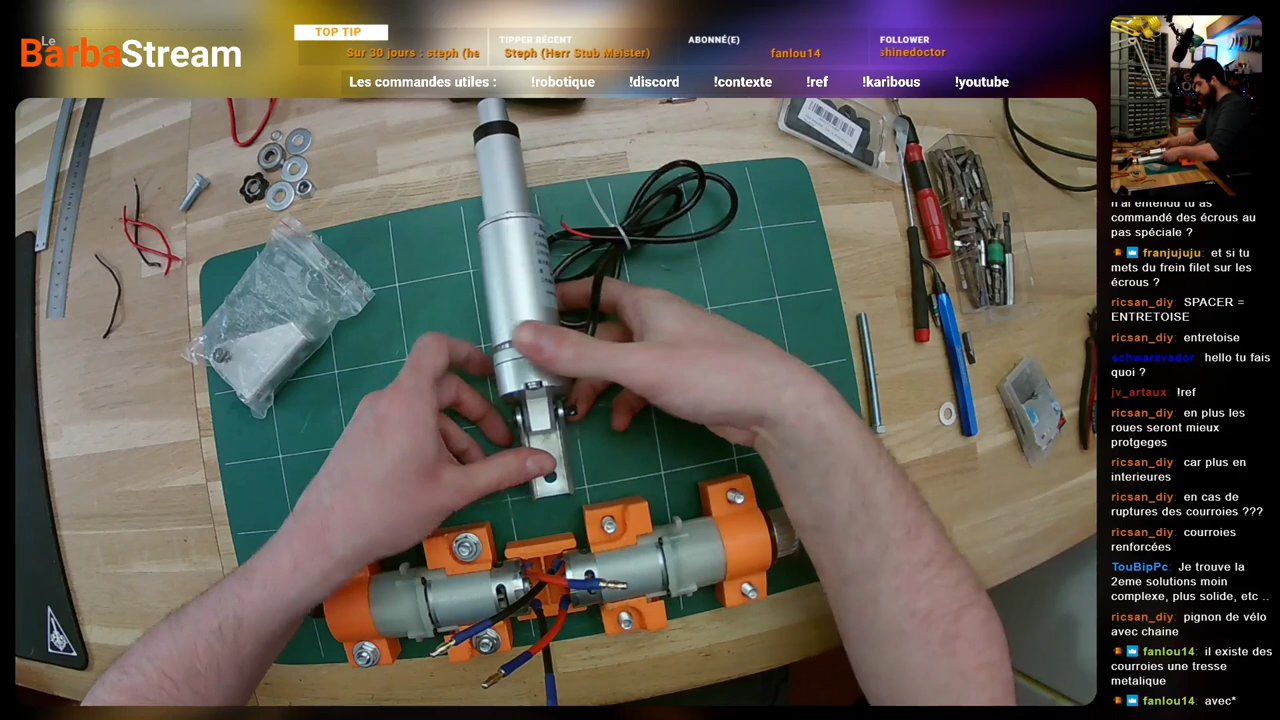 Le
BarbaStream
TOP TIP
Sur 30 jours : steph (he
TIPPER RÉCENT
Steph (Herr Stub Meister)
ABONNÉ(E)
fanlou14
FOLLOWER
shinedoctor
Les commandes utiles : !robotique !discord !contexte !ref !karibous !youtube
n'ai entendu tu as
commandé des écrous au
pas spéciale ?
franjujuju: et si tu
mets du frein filet sur les
écrous ?
ricsan_diy: SPACER =
ENTRETOISE
ricsan_diy: entretoise
schwarzvador: hello tu fais
quoi ?
jv_artaux: !ref
ricsan_diy: en plus les
roues seront mieux
protgeges
ricsan_diy: car plus en
interieures
ricsan_diy: en cas de
ruptures des courroies ???
ricsan_diy: courroies
renforcées
TouBipPc: Je trouve la
2eme solutions moin
complexe, plus solide, etc ..
ricsan_diy: pignon de vélo
avec chaine
fanlou14: il existe des
courroies une tresse
metalique
fanlou14: avec*